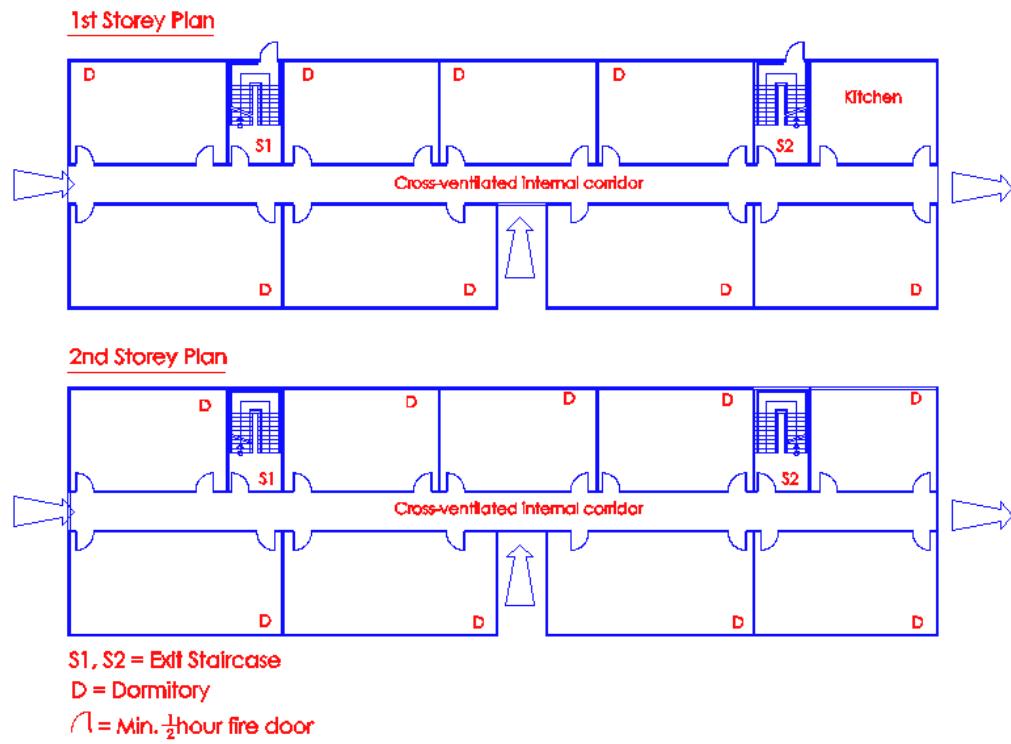 1st Storey Plan
D
D
D
D
Kitchen
S1
S2
Cross-ventilated internal corridor
D
D
D
D
2nd Storey Plan
D
D
D
D
D
S1
S2
Cross-ventilated internal corridor
D
D
D
D
S1, S2 = Exit Staircase
D = Dormitory
= Min. ½hour fire door